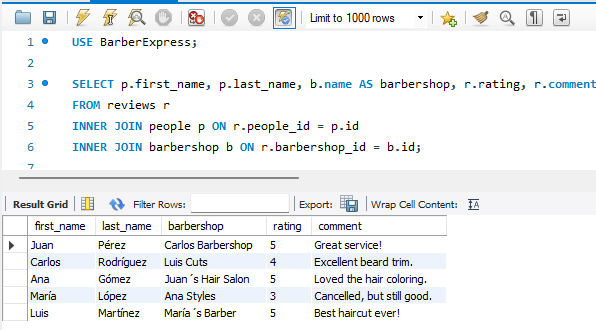 Limit to 1000 rows
1 USE BarberExpress;
2
3 SELECT p.first_name, p.last_name, b.name AS barbershop, r.rating, r.comment
4 FROM reviews r
5 INNER JOIN people p ON r.people_id = p.id
6 INNER JOIN barbershop b ON r.barbershop_id = b.id;
Result Grid Filter Rows: Export: Wrap Cell Content:
first_name last_name barbershop rating comment
Juan Pérez Carlos Barbershop 5 Great service!
Carlos Rodríguez Luis Cuts 4 Excellent beard trim.
Ana Gómez Juan´s Hair Salon 5 Loved the hair coloring.
María López Ana Styles 3 Cancelled, but still good.
Luis Martínez María´s Barber 5 Best haircut ever!